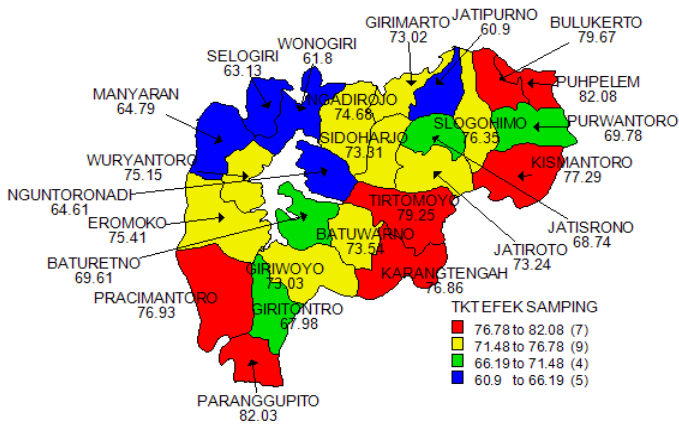 JATIPURNO
60.9
GIRIMARTO
73.02
BULUKERTO
79.67
WONOGIRI
61.8
SELOGIRI
63.13
PUHPELEM
82.08
MANYARAN
64.79
NGADIROJO
74.68
PURWANTORO
69.78
SLOGOHIMO
76.35
SIDOHARJO
73.31
WURYANTORO
75.15
KISMANTORO
77.29
NGUNTORONADI
64.61
TIRTOMOYO
79.25
EROMOKO
75.41
JATISRONO
68.74
BATUWARNO
73.54
JATIROTO
73.24
BATURETNO
69.61
GIRIWOYO
73.03
KARANGTENGAH
76.86
PRACIMANTORO
76.93
GIRITONTRO
67.98
TKT EFEK SAMPING
76.78 to 82.08 (7)
71.48 to 76.78 (9)
66.19 to 71.48 (4)
60.9 to 66.19 (5)
PARANGGUPITO
82.03